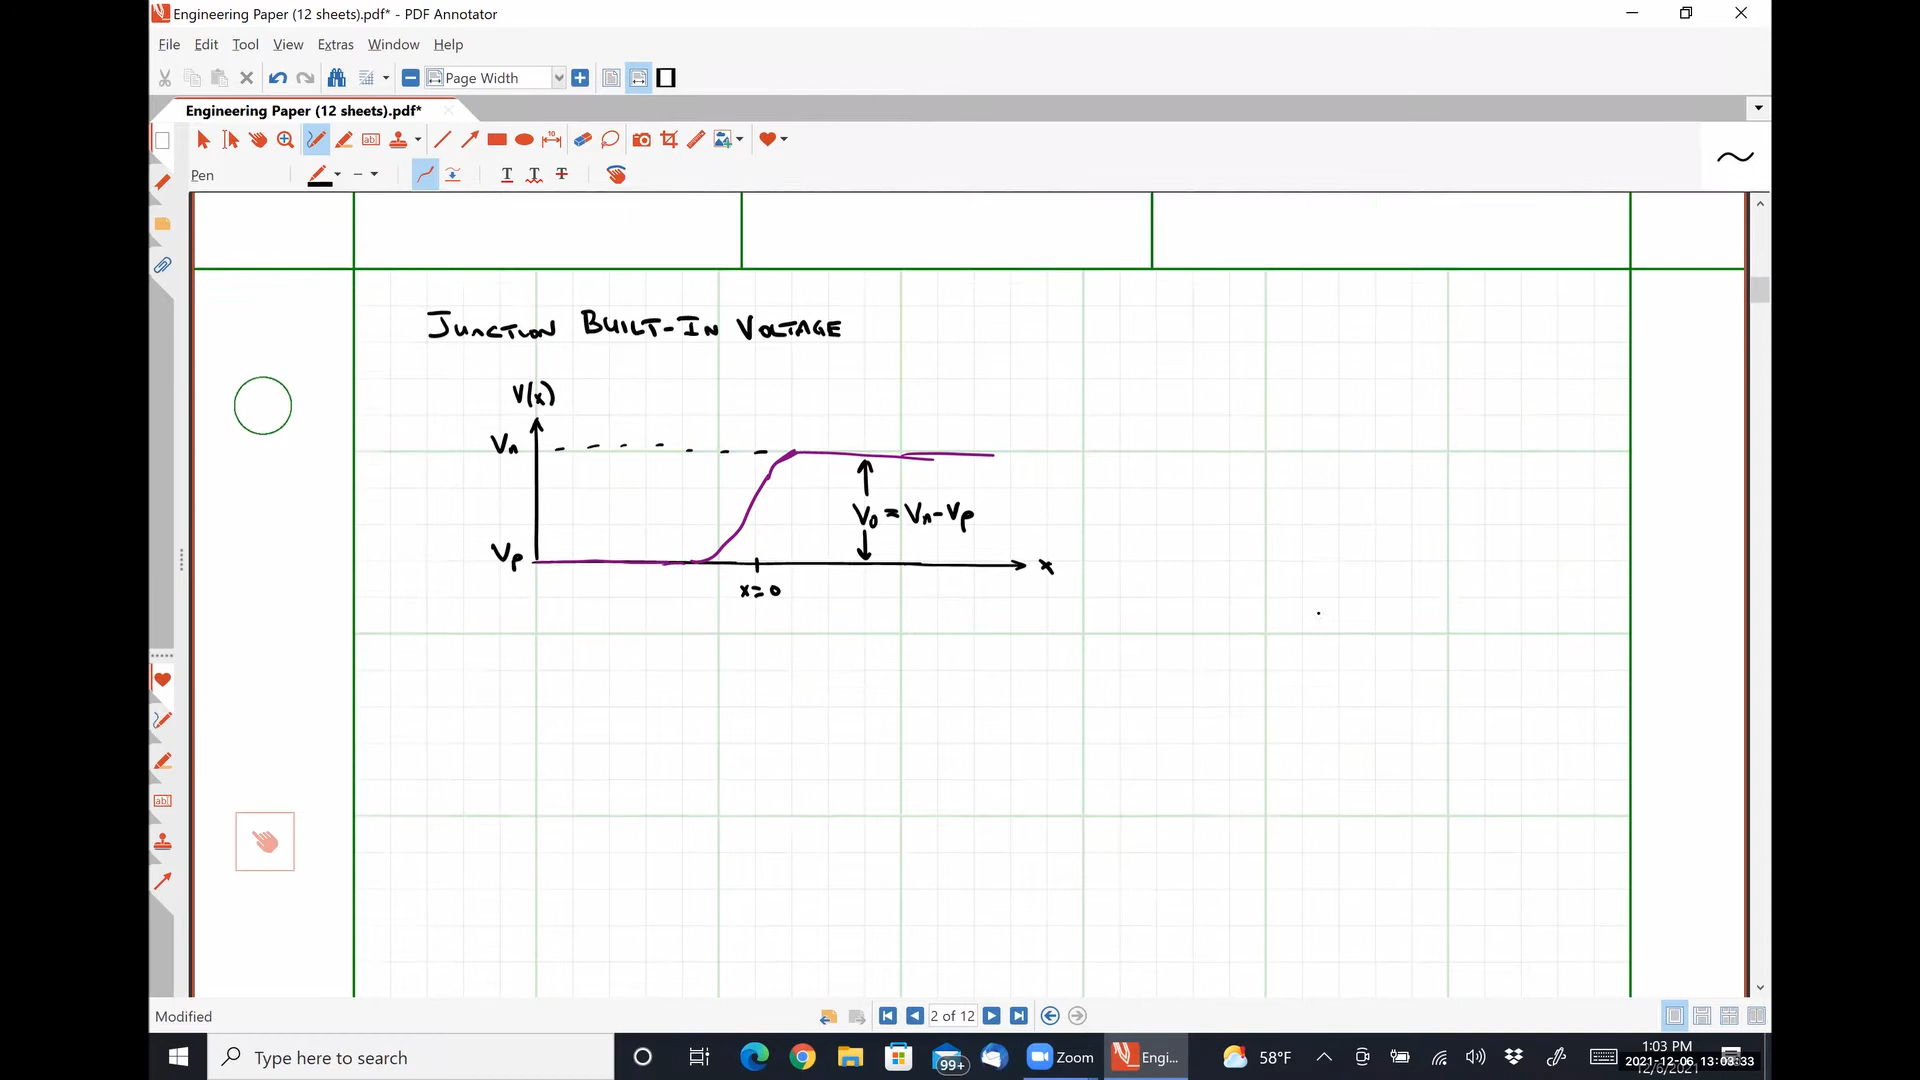 Engineering Paper (12 sheets).pdf* - PDF Annotator
File Edit Tool View Extras Window Help
Page Width
Engineering Paper (12 sheets).pdf*
Pen
JUNCTION BUILT-IN VOLTAGE
V(x)
Vn
V0 = Vn - Vp
Vp
x
x = 0
Modified
2 of 12
Type here to search
99+
Zoom
Engi...
58°F
1:03 PM
2021-12-06, 13:03:33